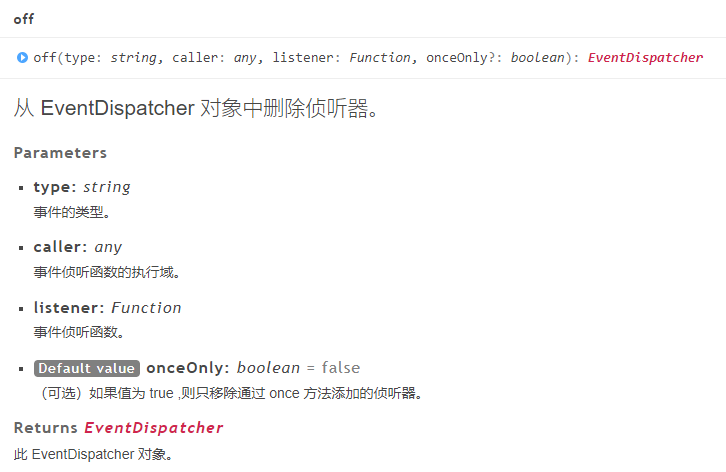 off
off(type: string, caller: any, listener: Function, onceOnly?: boolean): EventDispatcher
从 EventDispatcher 对象中删除侦听器。
Parameters
type: string
事件的类型。
caller: any
事件侦听函数的执行域。
listener: Function
事件侦听函数。
Default value onceOnly: boolean = false
（可选）如果值为 true ,则只移除通过 once 方法添加的侦听器。
Returns EventDispatcher
此 EventDispatcher 对象。